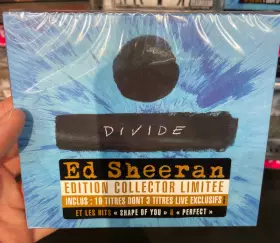 DIVIDE
Ed Sheeran
EDITION COLLECTOR LIMITEE
INCLUS : 19 TITRES DONT 3 TITRES LIVE EXCLUSIFS !
ET LES HITS « SHAPE OF YOU » & « PERFECT »